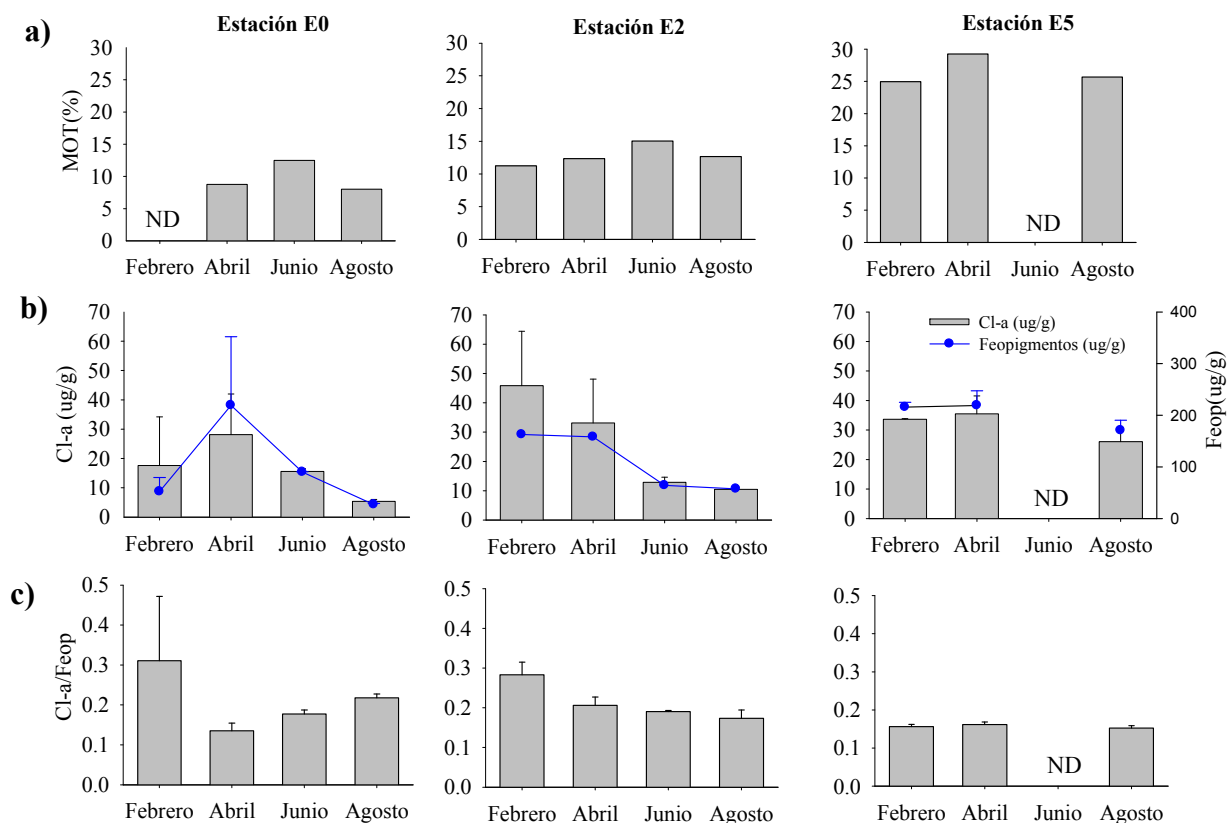 a)
Estación E0
Estación E2
Estación E5
MOT(%)
30
25
20
15
10
5
0
ND
Febrero Abril Junio Agosto
30
25
20
15
10
5
0
Febrero Abril Junio Agosto
30
25
20
15
10
5
0
ND
Febrero Abril Junio Agosto
b)
Cl-a (ug/g)
70
60
50
40
30
20
10
0
Febrero Abril Junio Agosto
70
60
50
40
30
20
10
0
Febrero Abril Junio Agosto
70
60
50
40
30
20
10
0
Cl-a (ug/g)
Feopigmentos (ug/g)
ND
400
300
200
100
0
Feop(ug/g)
Febrero Abril Junio Agosto
c)
Cl-a/Feop
0.5
0.4
0.3
0.2
0.1
0.0
Febrero Abril Junio Agosto
0.5
0.4
0.3
0.2
0.1
0.0
Febrero Abril Junio Agosto
0.5
0.4
0.3
0.2
0.1
0.0
ND
Febrero Abril Junio Agosto